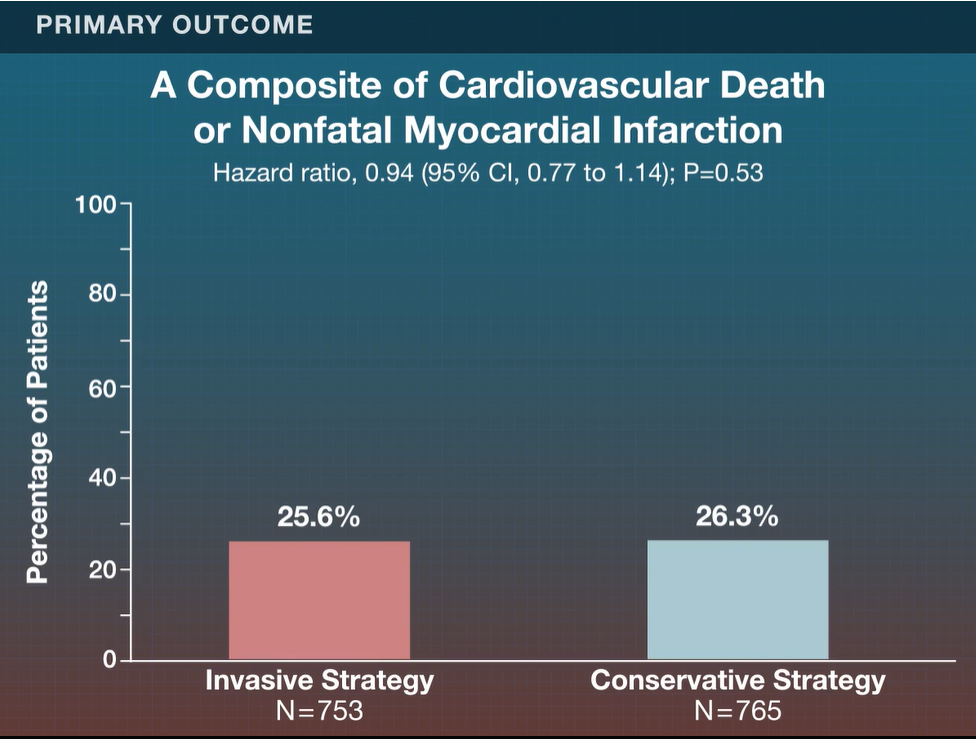 PRIMARY OUTCOME
A Composite of Cardiovascular Death
or Nonfatal Myocardial Infarction
Hazard ratio, 0.94 (95% CI, 0.77 to 1.14); P=0.53
Percentage of Patients
100
80
60
40
20
0
25.6%
26.3%
Invasive Strategy
N=753
Conservative Strategy
N=765